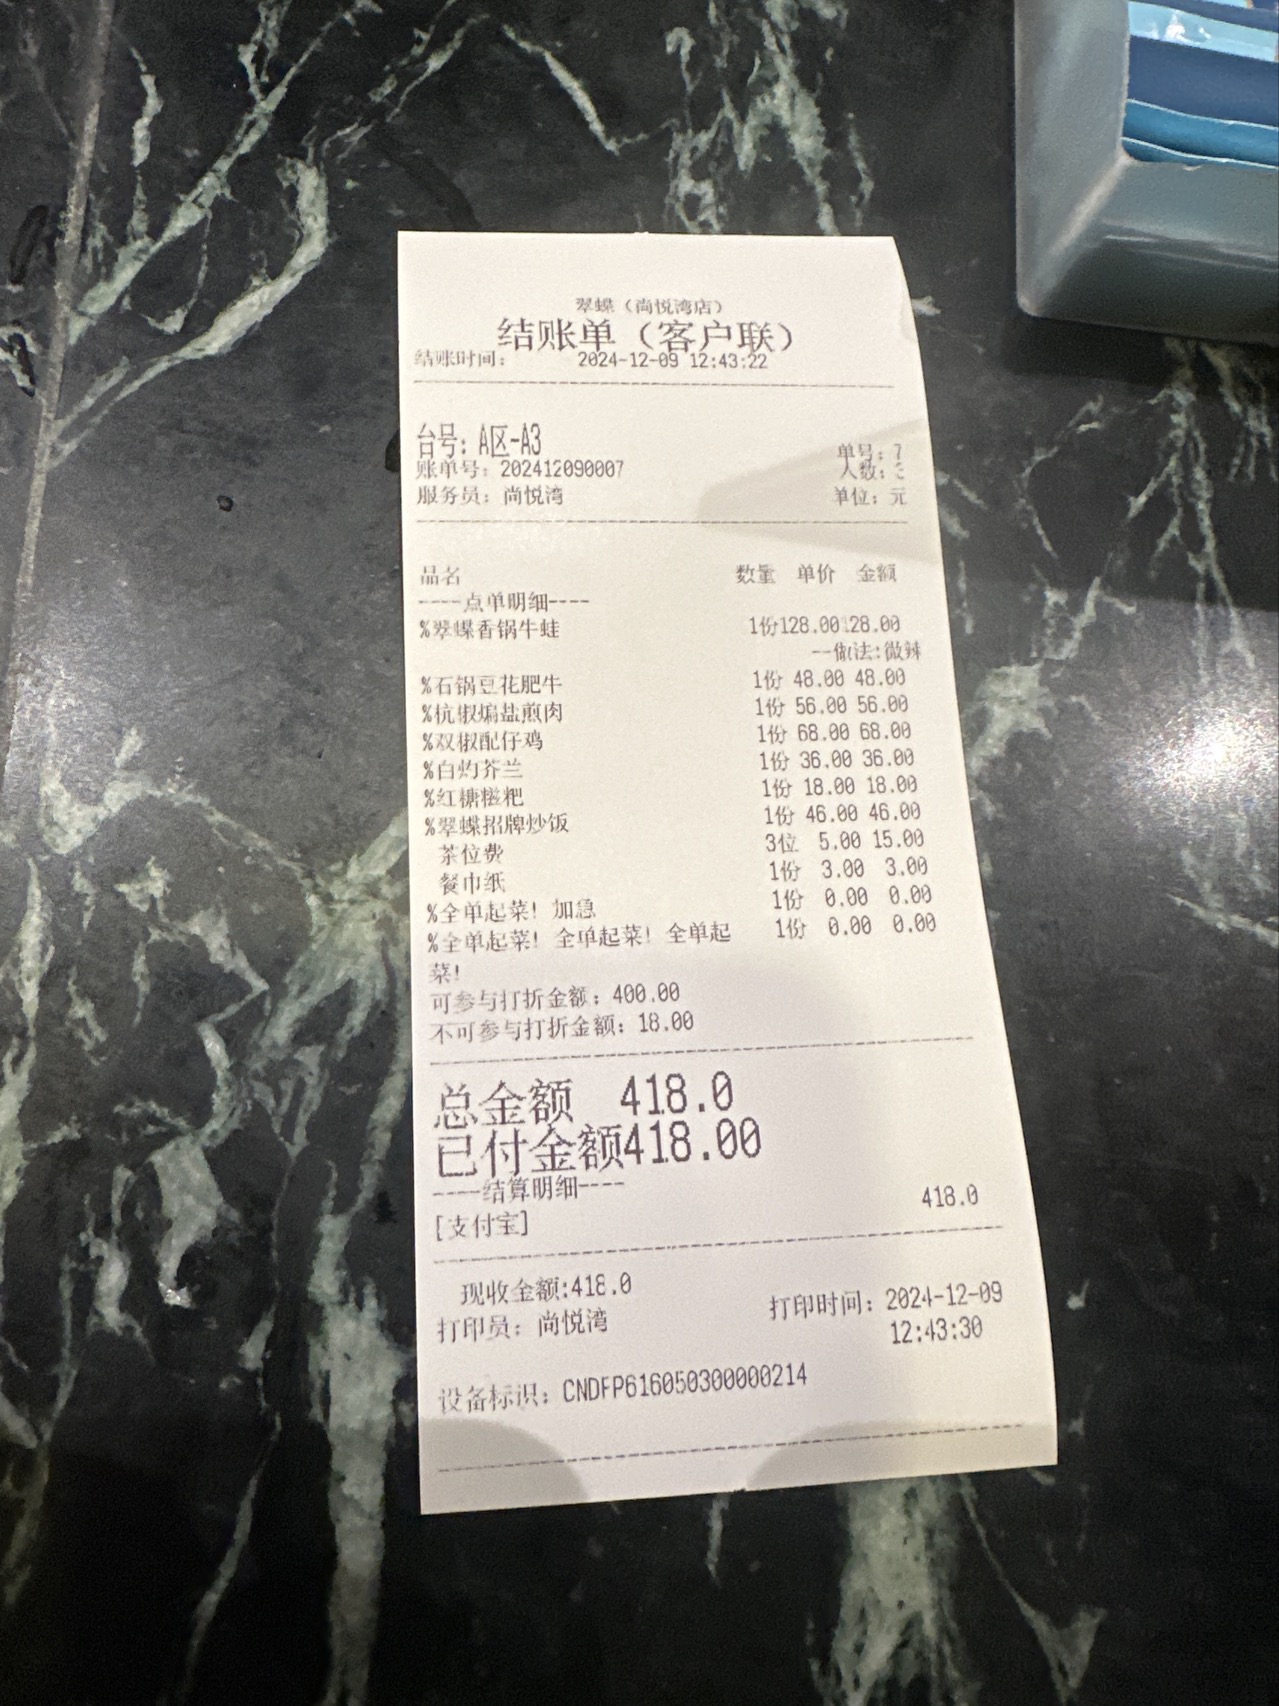 翠蝶（尚悦湾店）
结账单（客户联）
结账时间： 2024-12-09 12:43:22
台号：A区-A3
单号：7
账单号：202412090007
人数：
服务员：尚悦湾 单位：元
品名 数量 单价 金额
----点单明细----
%翠蝶香锅牛蛙 1份128.00128.00
--做法:微辣
%石锅豆花肥牛 1份 48.00 48.00
%杭椒煸盐煎肉 1份 56.00 56.00
%双椒配仔鸡 1份 68.00 68.00
%白灼芥兰 1份 36.00 36.00
%红糖糍粑 1份 18.00 18.00
%翠蝶招牌炒饭 1份 46.00 46.00
茶位费 3位 5.00 15.00
餐巾纸 1份 3.00 3.00
%全单起菜！加急 1份 0.00 0.00
%全单起菜！全单起菜！全单起 1份 0.00 0.00
菜！
可参与打折金额：400.00
不可参与打折金额：18.00
总金额 418.0
已付金额418.00
----结算明细----
[支付宝] 418.0
现收金额:418.0
打印员：尚悦湾 打印时间：2024-12-09
12:43:30
设备标识：CNDFP616050300000214